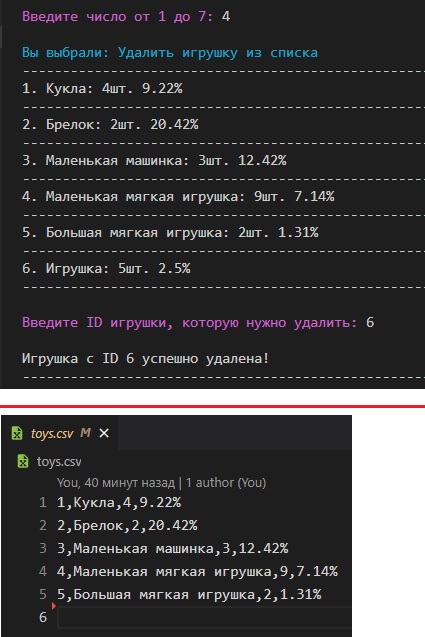 Введите число от 1 до 7: 4
Вы выбрали: Удалить игрушку из списка
--------------------------------------------------
1. Кукла: 4шт. 9.22%
--------------------------------------------------
2. Брелок: 2шт. 20.42%
--------------------------------------------------
3. Маленькая машинка: 3шт. 12.42%
--------------------------------------------------
4. Маленькая мягкая игрушка: 9шт. 7.14%
--------------------------------------------------
5. Большая мягкая игрушка: 2шт. 1.31%
--------------------------------------------------
6. Игрушка: 5шт. 2.5%
--------------------------------------------------
Введите ID игрушки, которую нужно удалить: 6
Игрушка с ID 6 успешно удалена!
--------------------------------------------------
toys.csv M ×
toys.csv
You, 40 минут назад | 1 author (You)
1 1,Кукла,4,9.22%
2 2,Брелок,2,20.42%
3 3,Маленькая машинка,3,12.42%
4 4,Маленькая мягкая игрушка,9,7.14%
5 5,Большая мягкая игрушка,2,1.31%
6